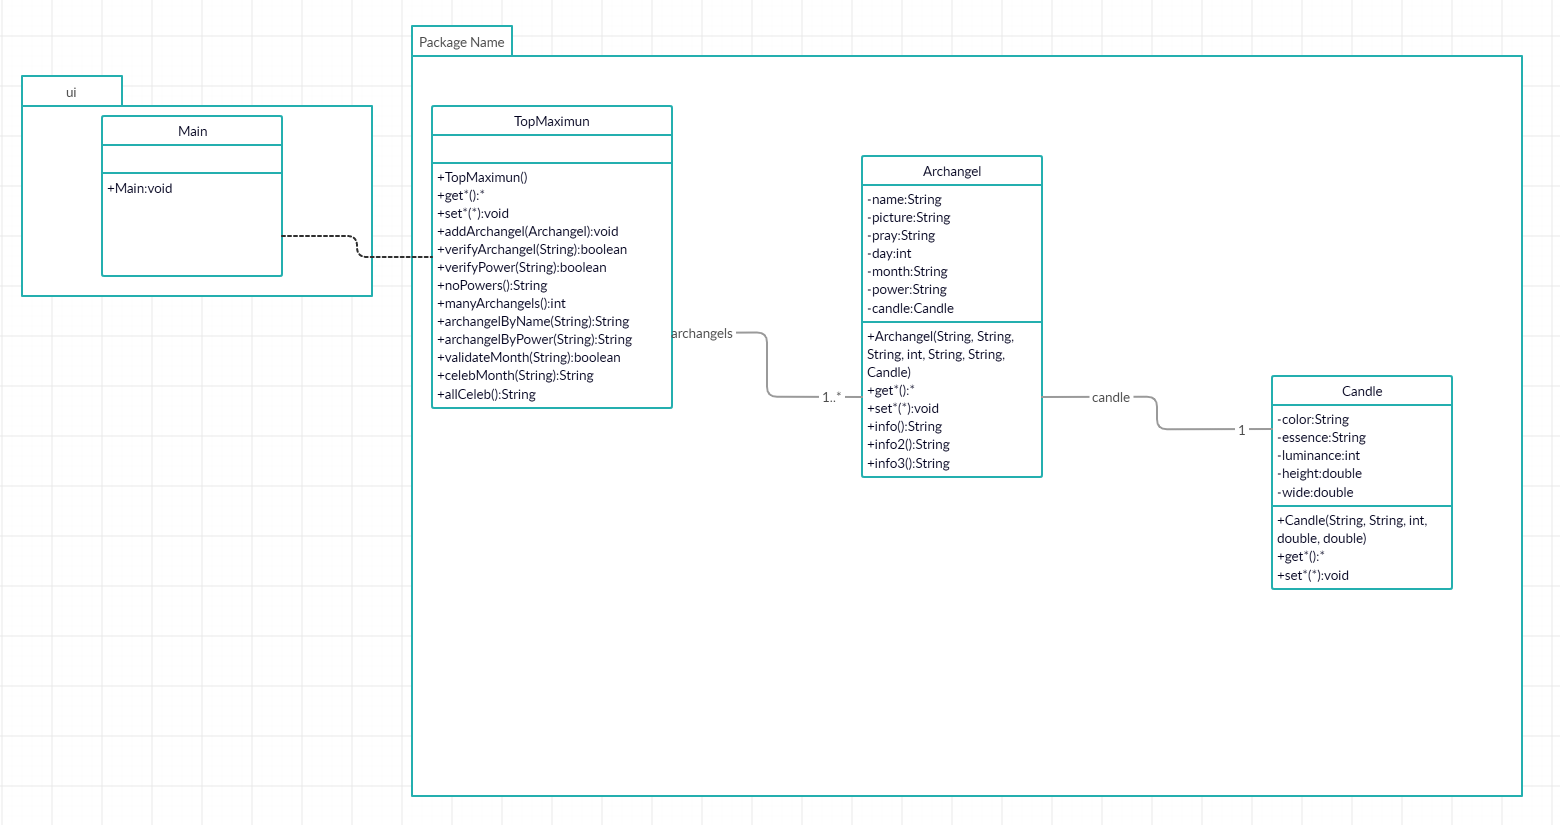 Package Name
ui
Main
+Main:void
TopMaximun
+TopMaximun()
+get*():*
+set*(*):void
+addArchangel(Archangel):void
+verifyArchangel(String):boolean
+verifyPower(String):boolean
+noPowers():String
+manyArchangels():int
+archangelByName(String):String
+archangelByPower(String):String
+validateMonth(String):boolean
+celebMonth(String):String
+allCeleb():String
archangels
1..*
Archangel
-name:String
-picture:String
-pray:String
-day:int
-month:String
-power:String
-candle:Candle
+Archangel(String, String,
String, int, String, String,
Candle)
+get*():*
+set*(*):void
+info():String
+info2():String
+info3():String
candle
1
Candle
-color:String
-essence:String
-luminance:int
-height:double
-wide:double
+Candle(String, String, int,
double, double)
+get*():*
+set*(*):void